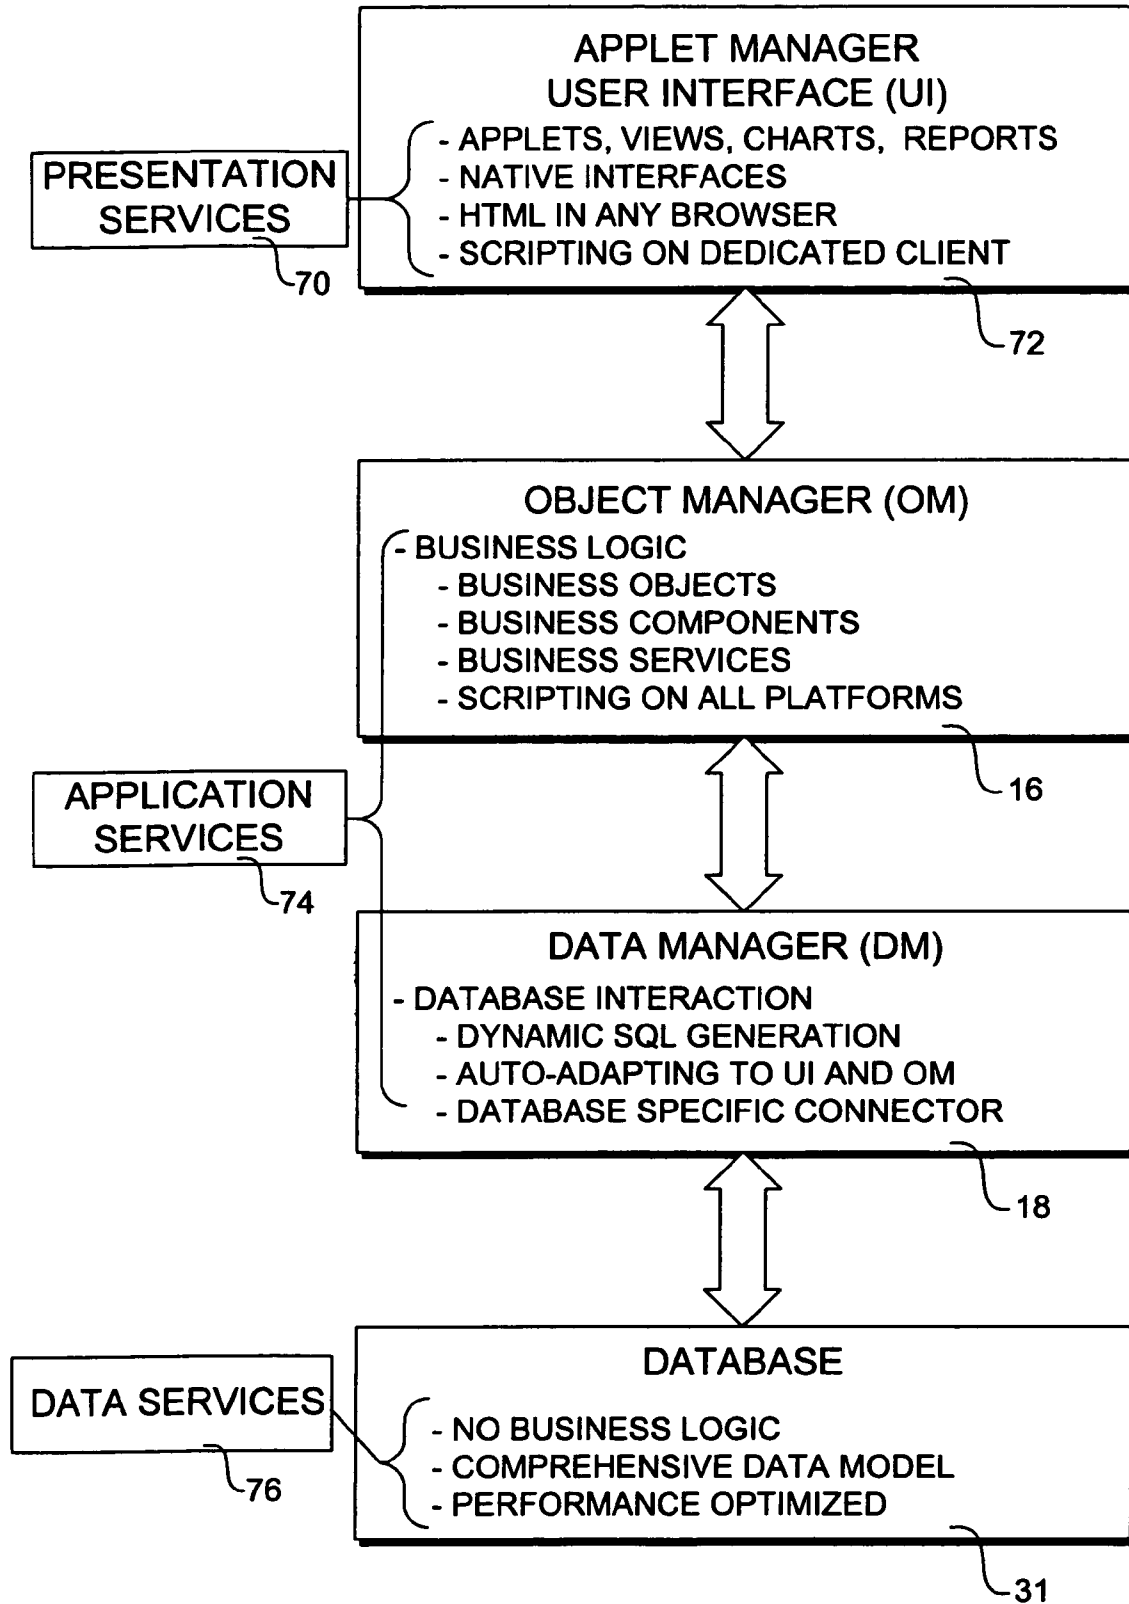 APPLET MANAGER
USER INTERFACE (UI)
- APPLETS, VIEWS, CHARTS, REPORTS
- NATIVE INTERFACES
- HTML IN ANY BROWSER
- SCRIPTING ON DEDICATED CLIENT
PRESENTATION
SERVICES
70
72
OBJECT MANAGER (OM)
- BUSINESS LOGIC
- BUSINESS OBJECTS
- BUSINESS COMPONENTS
- BUSINESS SERVICES
- SCRIPTING ON ALL PLATFORMS
16
APPLICATION
SERVICES
74
DATA MANAGER (DM)
- DATABASE INTERACTION
- DYNAMIC SQL GENERATION
- AUTO-ADAPTING TO UI AND OM
- DATABASE SPECIFIC CONNECTOR
18
DATABASE
- NO BUSINESS LOGIC
- COMPREHENSIVE DATA MODEL
- PERFORMANCE OPTIMIZED
DATA SERVICES
76
31